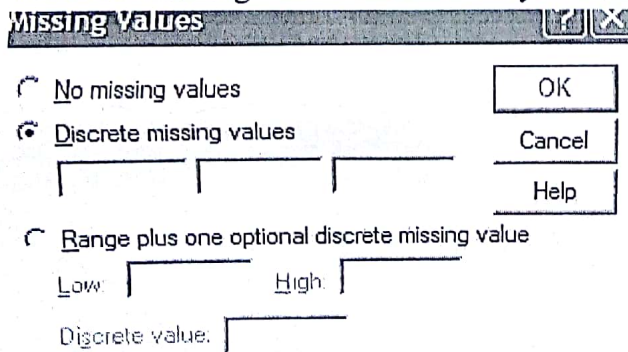 Missing Values
No missing values
OK
Discrete missing values
Cancel
Help
Range plus one optional discrete missing value
Low: High:
Discrete value: